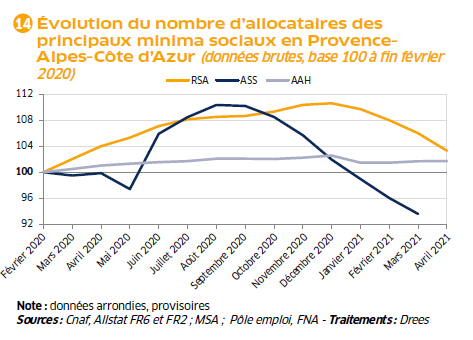 14 Évolution du nombre d'allocataires des
principaux minima sociaux en Provence-
Alpes-Côte d'Azur (données brutes, base 100 à fin février
2020)
RSA ASS AAH
112
108
104
100
96
92
Février 2020
Mars 2020
Avril 2020
Mai 2020
Juin 2020
Juillet 2020
Août 2020
Septembre 2020
Octobre 2020
Novembre 2020
Décembre 2020
Janvier 2021
Février 2021
Mars 2021
Avril 2021
Note : données arrondies, provisoires
Sources : Cnaf, Allstat FR6 et FR2 ; MSA ; Pôle emploi, FNA - Traitements : Drees